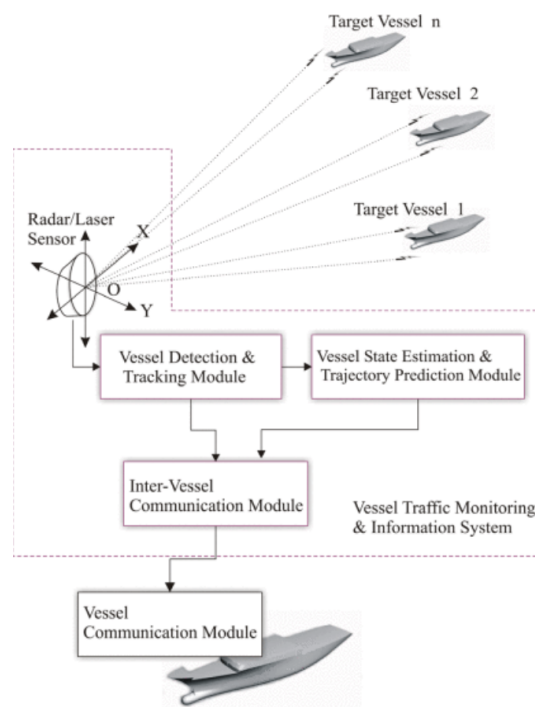 Target Vessel n
Target Vessel 2
Target Vessel 1
Radar/Laser
Sensor
X
O
Y
Vessel Detection &
Tracking Module
Vessel State Estimation &
Trajectory Prediction Module
Inter-Vessel
Communication Module
Vessel Traffic Monitoring
& Information System
Vessel
Communication Module